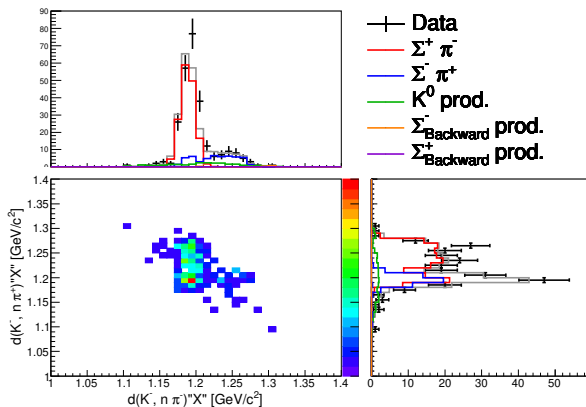 90
80
70
60
50
40
30
20
10
0
Data
Σ⁺ π⁻
Σ⁻ π⁺
K⁰ prod.
Σ⁻Backward prod.
Σ⁺Backward prod.
d(K⁻, n π⁺)"X" [GeV/c²]
1.4
1.35
1.3
1.25
1.2
1.15
1.1
1.05
1
1 1.05 1.1 1.15 1.2 1.25 1.3 1.35 1.4
d(K⁻, n π⁻)"X" [GeV/c²]
0 10 20 30 40 50